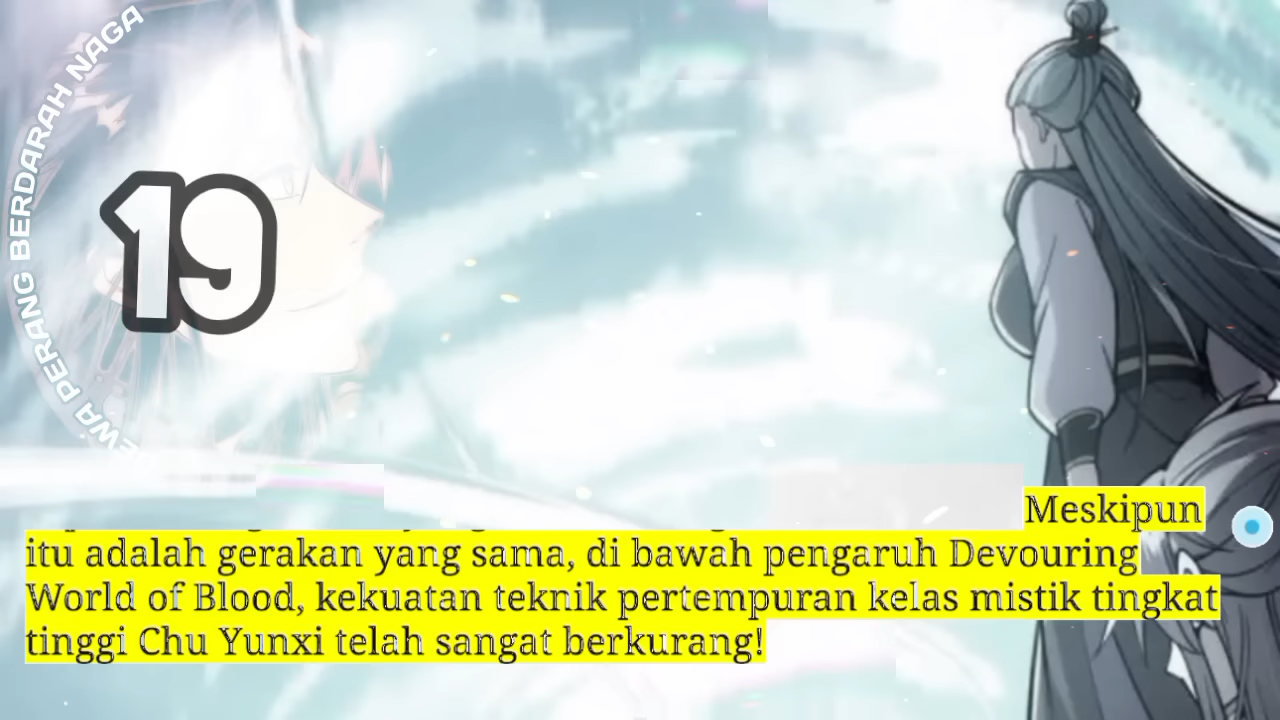 DEWA PERANG BERDARAH NAGA
19
Meskipun
itu adalah gerakan yang sama, di bawah pengaruh Devouring
World of Blood, kekuatan teknik pertempuran kelas mistik tingkat
tinggi Chu Yunxi telah sangat berkurang!